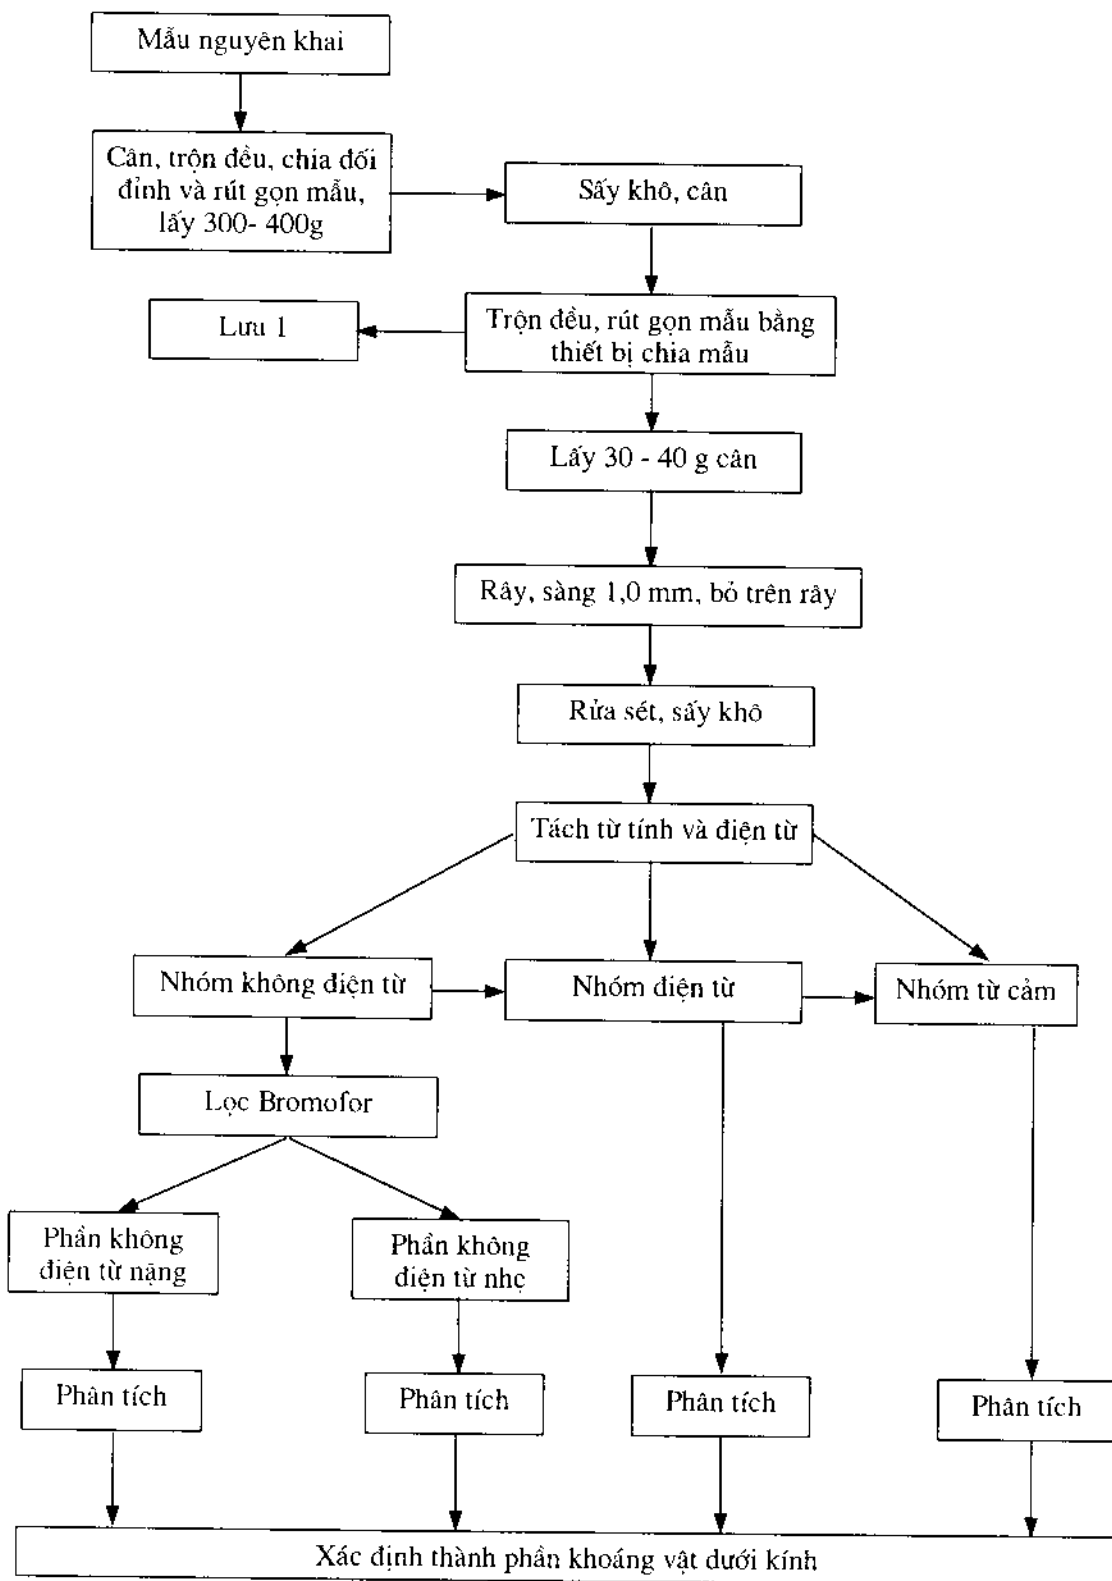 Mẫu nguyên khai
Cân, trộn đều, chia đối
đỉnh và rút gọn mẫu,
lấy 300- 400g
Sấy khô, cân
Lưu 1
Trộn đều, rút gọn mẫu bằng
thiết bị chia mẫu
Lấy 30 - 40 g cân
Rây, sàng 1,0 mm, bỏ trên rây
Rửa sét, sấy khô
Tách từ tính và điện từ
Nhóm không điện từ
Nhóm điện từ
Nhóm từ cảm
Lọc Bromofor
Phần không
điện từ nặng
Phần không
điện từ nhẹ
Phân tích
Phân tích
Phân tích
Phân tích
Xác định thành phần khoáng vật dưới kính